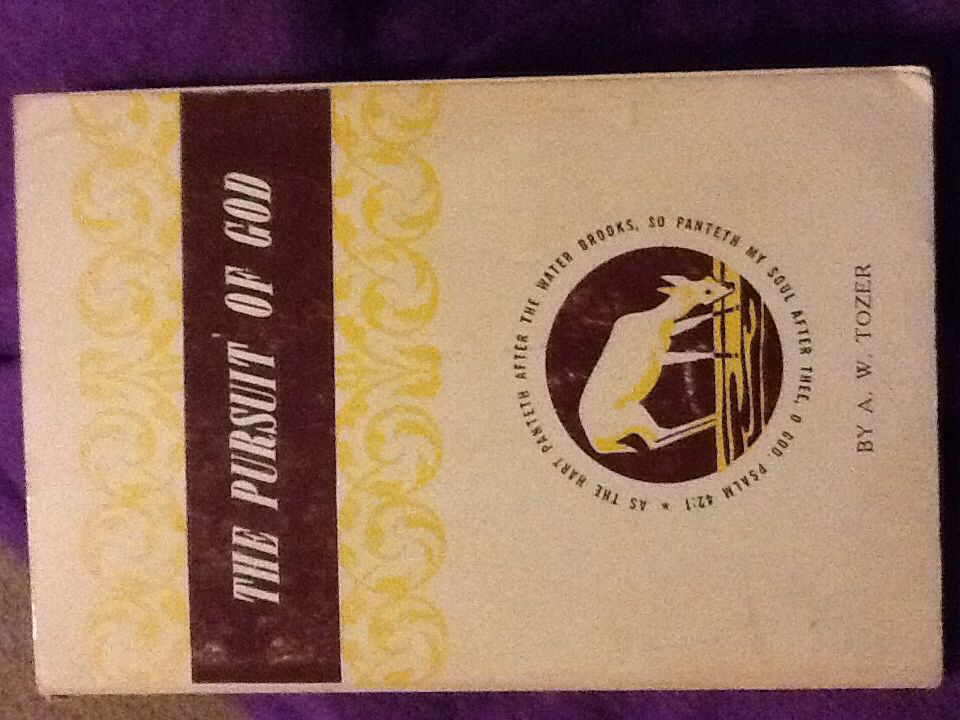 THE PURSUIT OF GOD
AS THE HART PANTETH AFTER THE WATER BROOKS, SO PANTETH MY SOUL AFTER THEE, O GOD. PSALM 42:1 *
BY A. W. TOZER